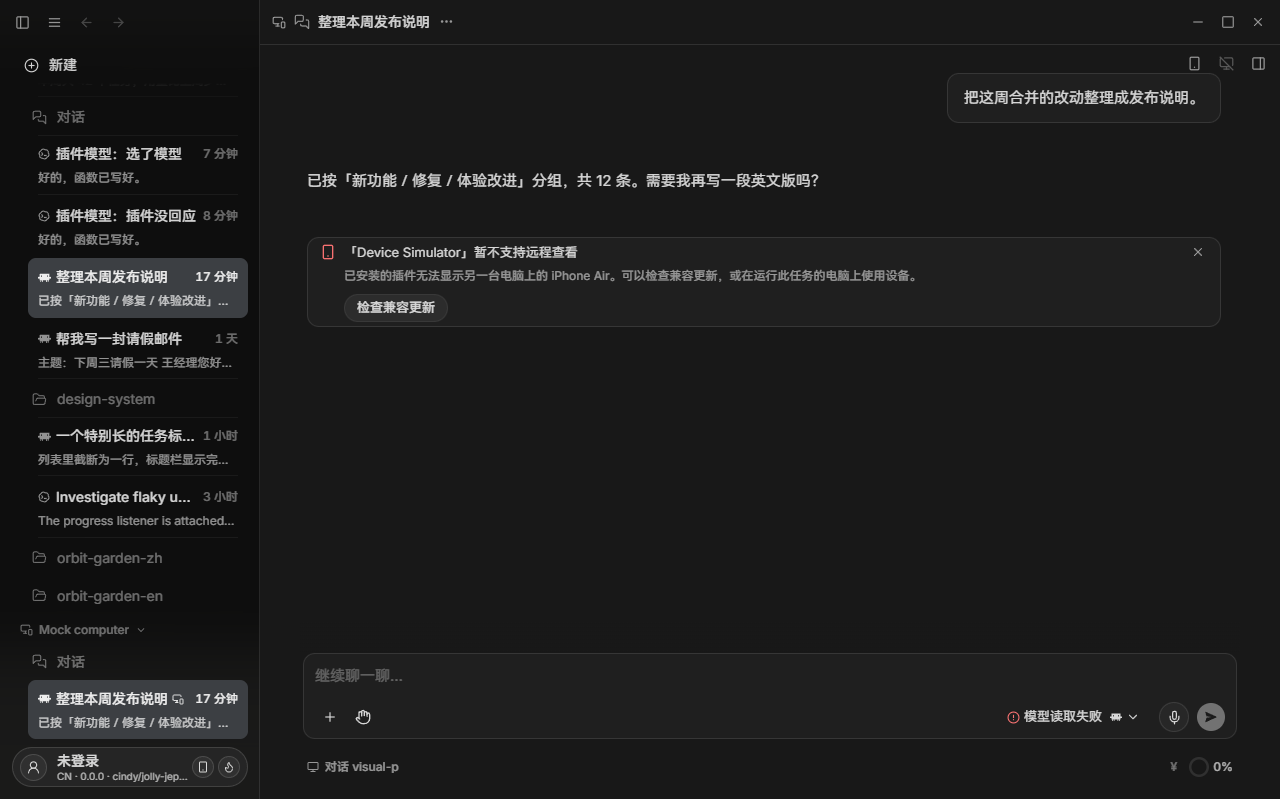 新建
对话
插件模型：选了模型 7 分钟
好的，函数已写好。
插件模型：插件没回应 8 分钟
好的，函数已写好。
整理本周发布说明 17 分钟
已按「新功能 / 修复 / 体验改进」...
帮我写一封请假邮件 1 天
主题：下周三请假一天 王经理您好...
design-system
一个特别长的任务标... 1 小时
列表里截断为一行，标题栏显示完...
Investigate flaky u... 3 小时
The progress listener is attached...
orbit-garden-zh
orbit-garden-en
Mock computer
对话
整理本周发布说明 17 分钟
已按「新功能 / 修复 / 体验改进」...
未登录
CN · 0.0.0 · cindy/jolly-jep...
整理本周发布说明 ···
把这周合并的改动整理成发布说明。
已按「新功能 / 修复 / 体验改进」分组，共 12 条。需要我再写一段英文版吗？
「Device Simulator」暂不支持远程查看
已安装的插件无法显示另一台电脑上的 iPhone Air。可以检查兼容更新，或在运行此任务的电脑上使用设备。
检查兼容更新
继续聊一聊...
模型读取失败
对话 visual-p
¥ 0%